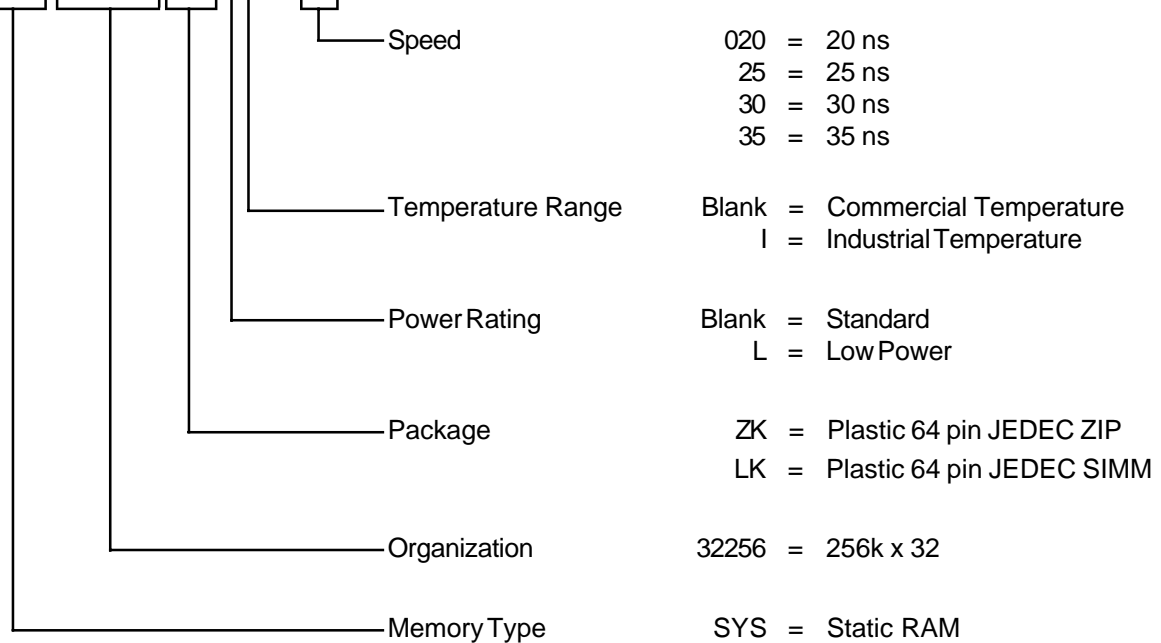 Speed 020 = 20 ns
25 = 25 ns
30 = 30 ns
35 = 35 ns
Temperature Range Blank = Commercial Temperature
I = Industrial Temperature
Power Rating Blank = Standard
L = Low Power
Package ZK = Plastic 64 pin JEDEC ZIP
LK = Plastic 64 pin JEDEC SIMM
Organization 32256 = 256k x 32
Memory Type SYS = Static RAM